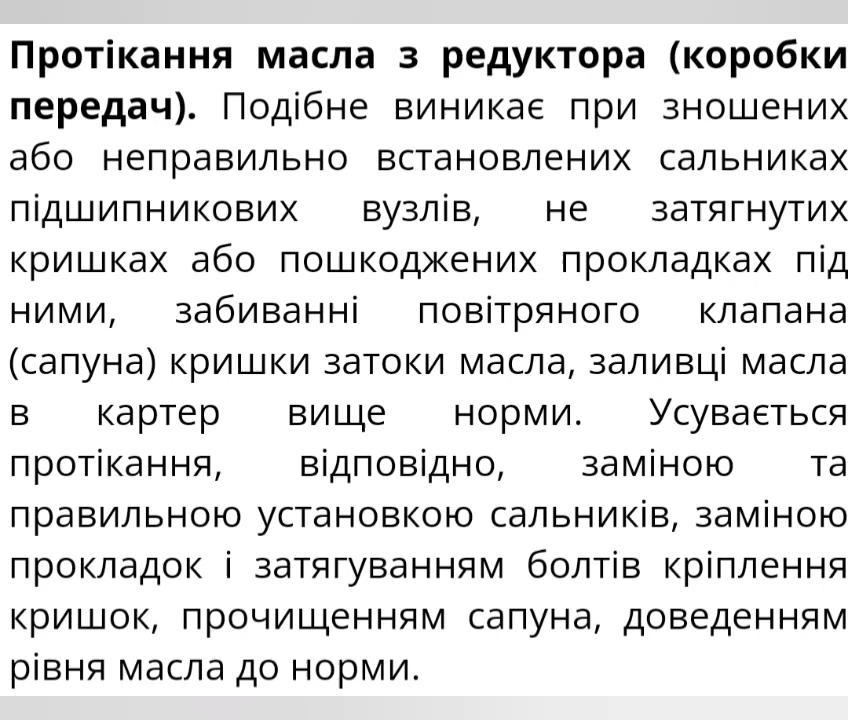 Протікання масла з редуктора (коробки
передач). Подібне виникає при зношених
або неправильно встановлених сальниках
підшипникових вузлів, не затягнутих
кришках або пошкоджених прокладках під
ними, забиванні повітряного клапана
(сапуна) кришки затоки масла, заливці масла
в картер вище норми. Усувається
протікання, відповідно, заміною та
правильною установкою сальників, заміною
прокладок і затягуванням болтів кріплення
кришок, прочищенням сапуна, доведенням
рівня масла до норми.